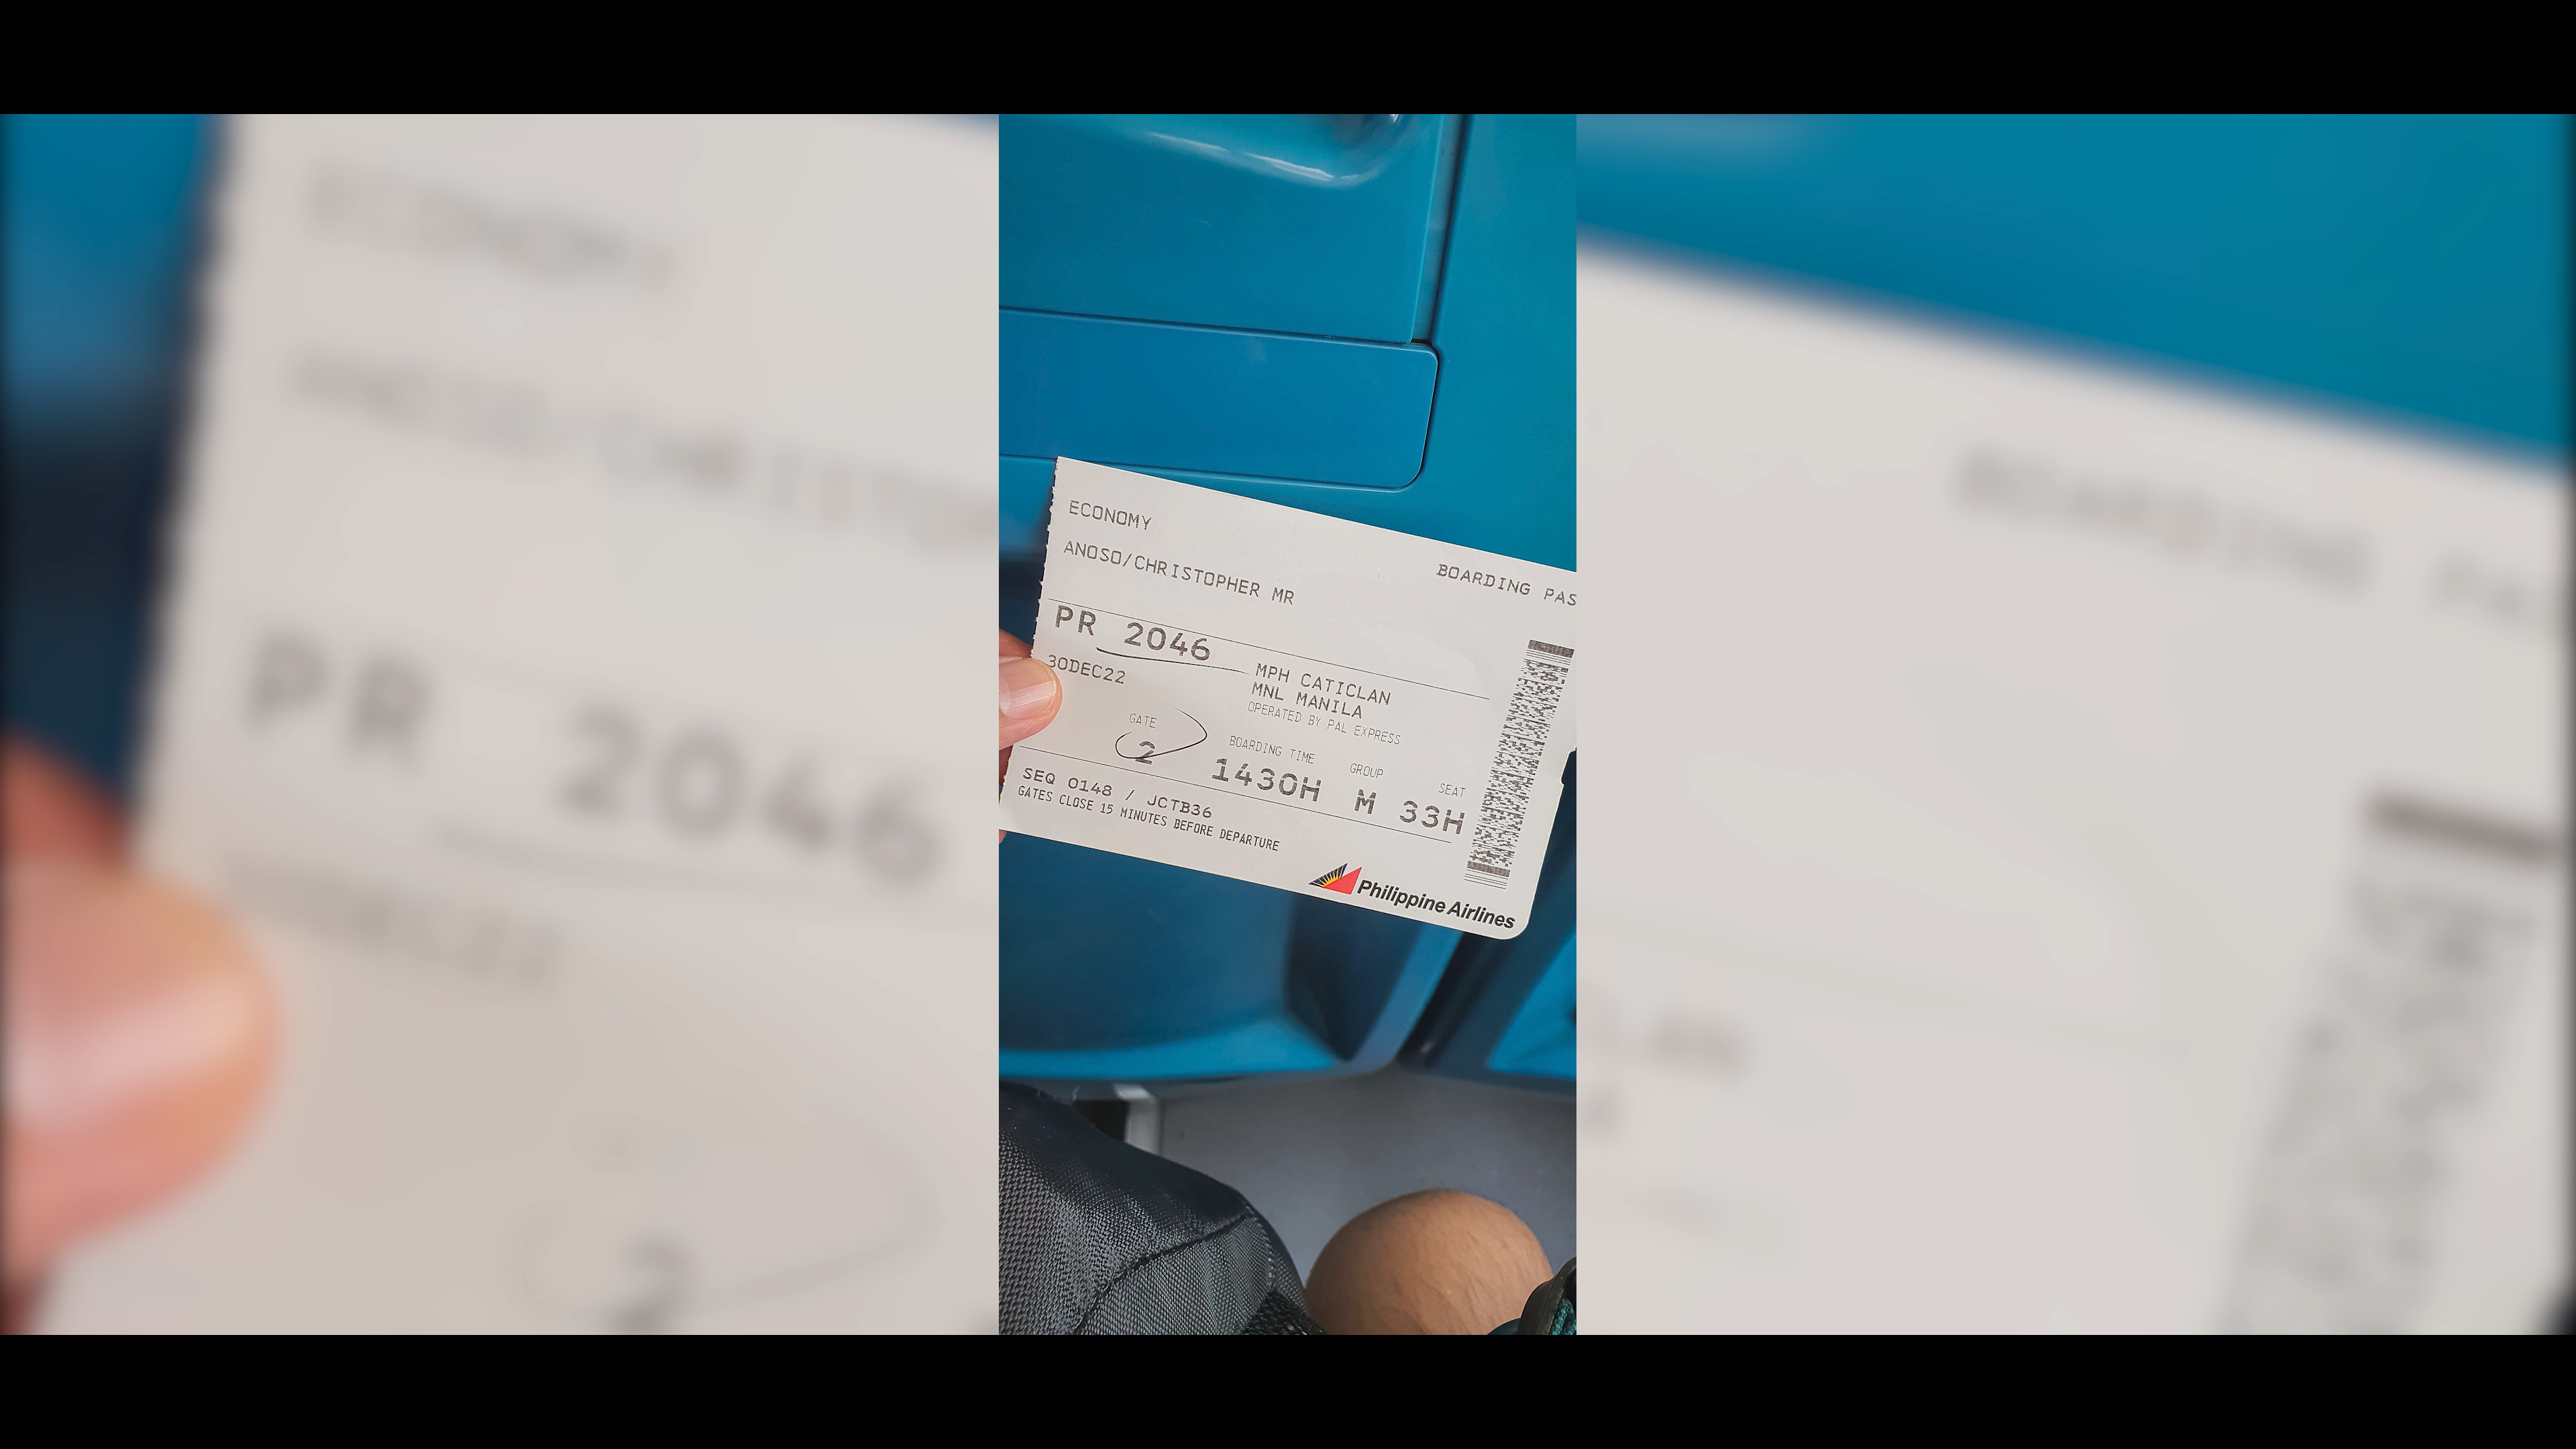 ECONOMY
ANOSO/CHRISTOPHER MR
BOARDING PAS
PR 2046
30DEC22
MPH CATICLAN
MNL MANILA
OPERATED BY PAL EXPRESS
GATE
2
BOARDING TIME
1430H
GROUP
M
SEAT
33H
SEQ 0148 / JCTB36
GATES CLOSE 15 MINUTES BEFORE DEPARTURE
Philippine Airlines